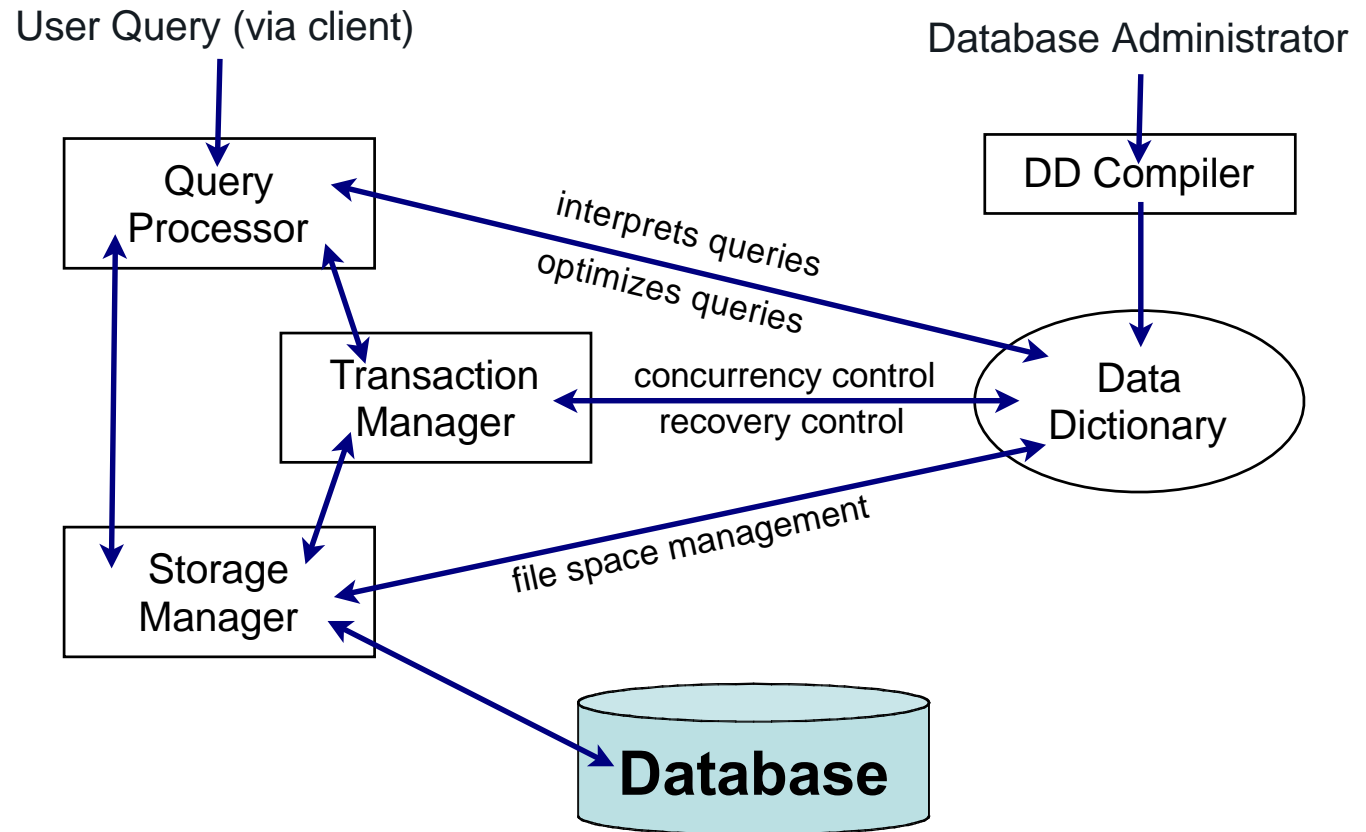 User Query (via client)
Database Administrator
Query
Processor
DD Compiler
interprets queries
optimizes queries
Transaction
Manager
concurrency control
recovery control
Data
Dictionary
file space management
Storage
Manager
Database